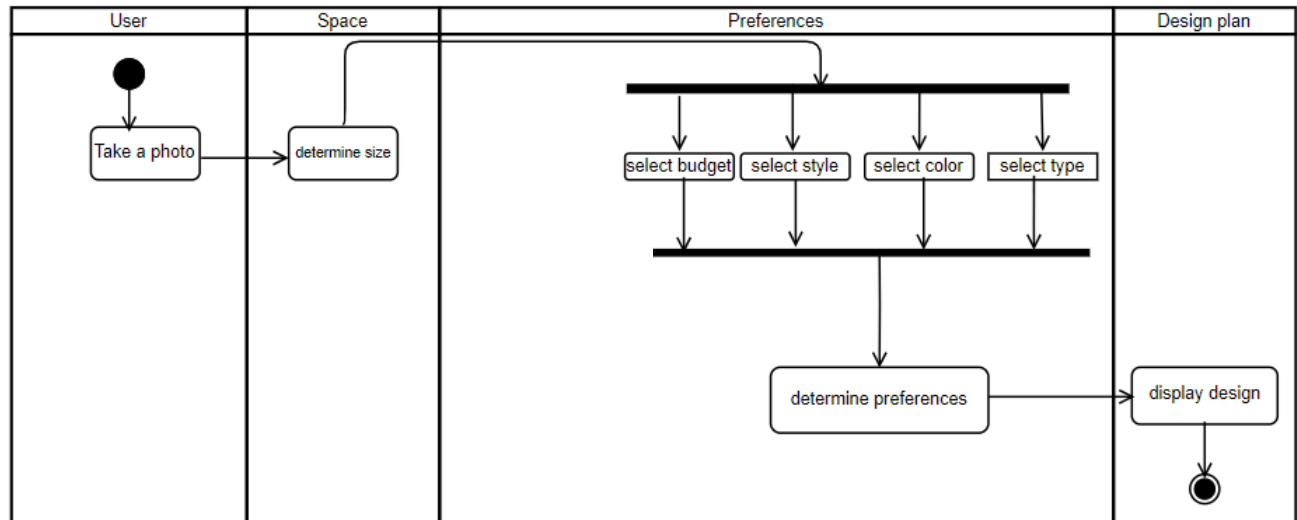 User
Space
Preferences
Design plan
Take a photo
determine size
select budget
select style
select color
select type
determine preferences
display design